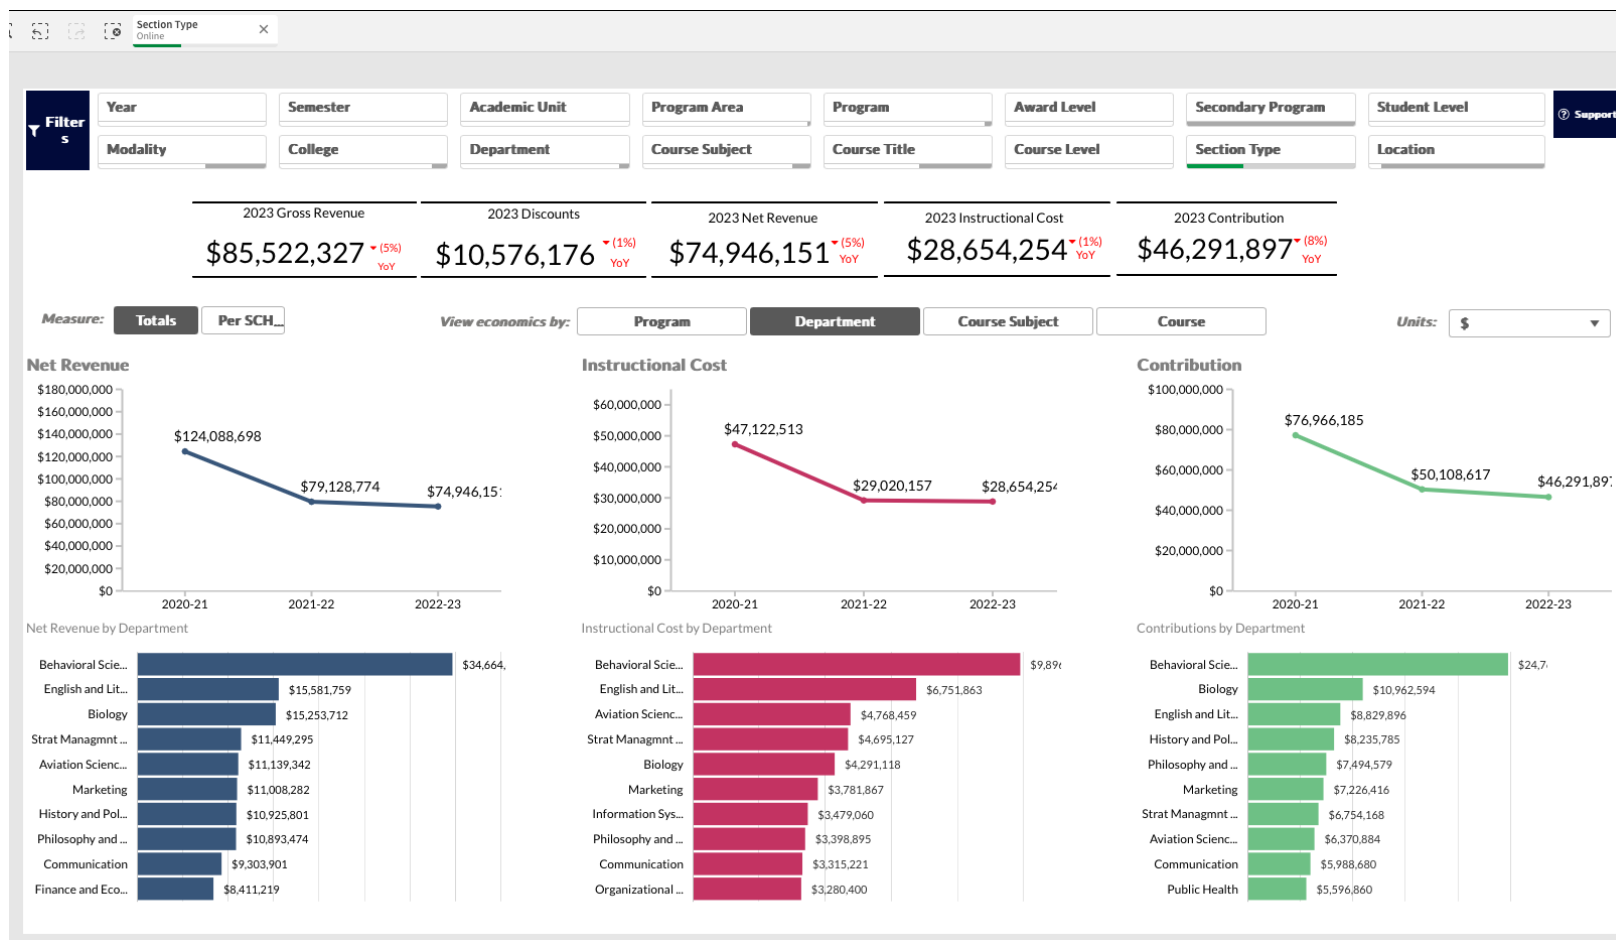 Section Type
Online
Filters
Year
Semester
Academic Unit
Program Area
Program
Award Level
Secondary Program
Student Level
Support
Modality
College
Department
Course Subject
Course Title
Course Level
Section Type
Location
2023 Gross Revenue
$85,522,327 (5%) YoY
2023 Discounts
$10,576,176 (1%) YoY
2023 Net Revenue
$74,946,151 (5%) YoY
2023 Instructional Cost
$28,654,254 (1%) YoY
2023 Contribution
$46,291,897 (8%) YoY
Measure: Totals Per SCH...
View economics by: Program Department Course Subject Course
Units: $
Net Revenue
$180,000,000
$160,000,000
$140,000,000
$120,000,000
$100,000,000
$80,000,000
$60,000,000
$40,000,000
$20,000,000
$0
$124,088,698
$79,128,774
$74,946,151
2020-21
2021-22
2022-23
Instructional Cost
$60,000,000
$50,000,000
$40,000,000
$30,000,000
$20,000,000
$10,000,000
$0
$47,122,513
$29,020,157
$28,654,254
2020-21
2021-22
2022-23
Contribution
$100,000,000
$80,000,000
$60,000,000
$40,000,000
$20,000,000
$0
$76,966,185
$50,108,617
$46,291,897
2020-21
2021-22
2022-23
Net Revenue by Department
Behavioral Scie... $34,664,
English and Lit... $15,581,759
Biology $15,253,712
Strat Managmnt ... $11,449,295
Aviation Scienc... $11,139,342
Marketing $11,008,282
History and Pol... $10,925,801
Philosophy and ... $10,893,474
Communication $9,303,901
Finance and Eco... $8,411,219
Instructional Cost by Department
Behavioral Scie... $9,896
English and Lit... $6,751,863
Aviation Scienc... $4,768,459
Strat Managmnt ... $4,695,127
Biology $4,291,118
Marketing $3,781,867
Information Sys... $3,479,060
Philosophy and ... $3,398,895
Communication $3,315,221
Organizational ... $3,280,400
Contributions by Department
Behavioral Scie... $24,7
Biology $10,962,594
English and Lit... $8,829,896
History and Pol... $8,235,785
Philosophy and ... $7,494,579
Marketing $7,226,416
Strat Managmnt ... $6,754,168
Aviation Scienc... $6,370,884
Communication $5,988,680
Public Health $5,596,860